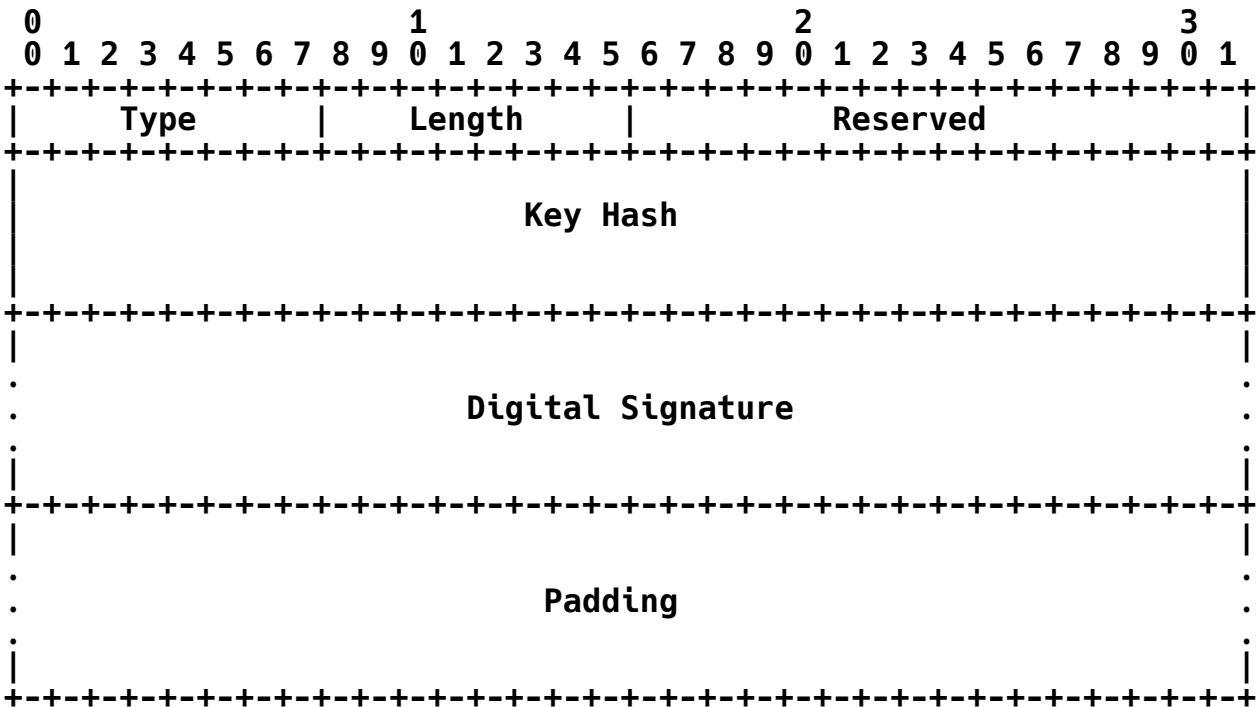 0                   1                   2                   3
 0 1 2 3 4 5 6 7 8 9 0 1 2 3 4 5 6 7 8 9 0 1 2 3 4 5 6 7 8 9 0 1
+-+-+-+-+-+-+-+-+-+-+-+-+-+-+-+-+-+-+-+-+-+-+-+-+-+-+-+-+-+-+-+-+
|     Type      |    Length     |          Reserved             |
+-+-+-+-+-+-+-+-+-+-+-+-+-+-+-+-+-+-+-+-+-+-+-+-+-+-+-+-+-+-+-+-+
|                                                               |
|                          Key Hash                             |
|                                                               |
|                                                               |
+-+-+-+-+-+-+-+-+-+-+-+-+-+-+-+-+-+-+-+-+-+-+-+-+-+-+-+-+-+-+-+-+
|                                                               |
.                                                               .
.                       Digital Signature                       .
.                                                               .
|                                                               |
+-+-+-+-+-+-+-+-+-+-+-+-+-+-+-+-+-+-+-+-+-+-+-+-+-+-+-+-+-+-+-+-+
|                                                               |
.                                                               .
.                           Padding                             .
.                                                               .
|                                                               |
+-+-+-+-+-+-+-+-+-+-+-+-+-+-+-+-+-+-+-+-+-+-+-+-+-+-+-+-+-+-+-+-+